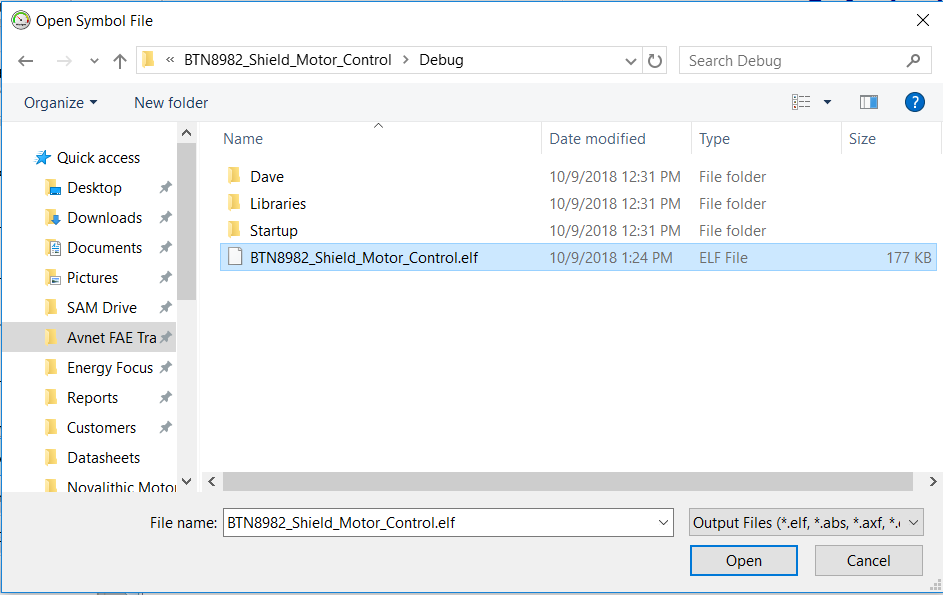 Open Symbol File
« BTN8982_Shield_Motor_Control > Debug
Search Debug
Organize New folder
?
Name Date modified Type Size
Quick access
Desktop
Downloads
Documents
Pictures
SAM Drive
Avnet FAE Tra
Energy Focus
Reports
Customers
Datasheets
Novalithic Motor
Dave 10/9/2018 12:31 PM File folder
Libraries 10/9/2018 12:31 PM File folder
Startup 10/9/2018 12:31 PM File folder
BTN8982_Shield_Motor_Control.elf 10/9/2018 1:24 PM ELF File 177 KB
File name: BTN8982_Shield_Motor_Control.elf
Output Files (*.elf, *.abs, *.axf, *.
Open Cancel